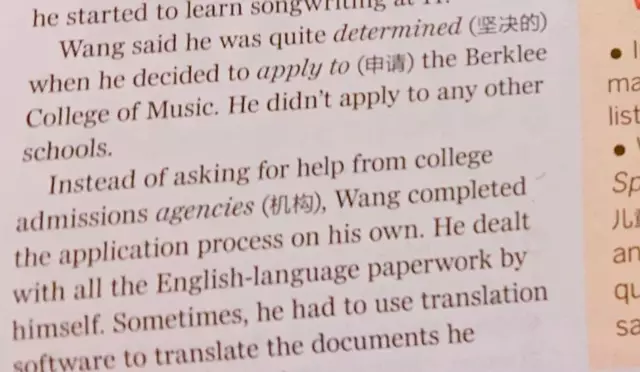 he started to learn songwriting at
Wang said he was quite determined (坚决的)
when he decided to apply to (申请) the Berklee
College of Music. He didn't apply to any other
schools.
Instead of asking for help from college
admissions agencies (机构), Wang completed
the application process on his own. He dealt
with all the English-language paperwork by
himself. Sometimes, he had to use translation
software to translate the documents he
ma
list
Sp
儿童
an
qu
sa